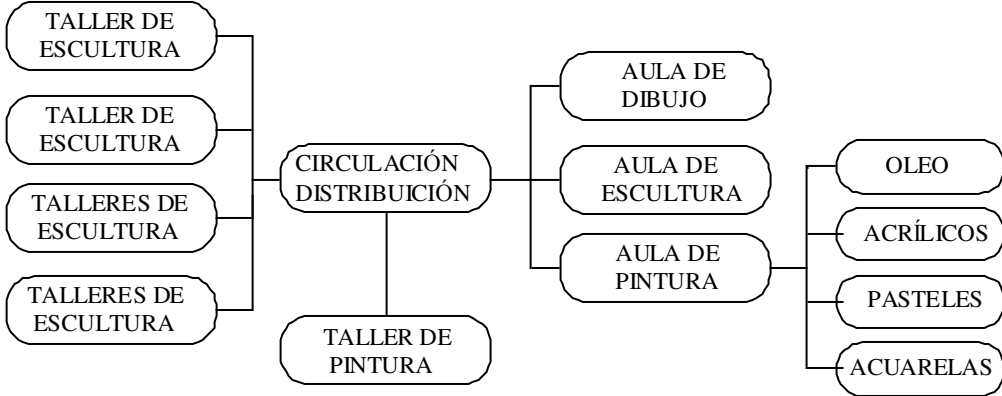 TALLER DE
ESCULTURA
TALLER DE
ESCULTURA
TALLERES DE
ESCULTURA
TALLERES DE
ESCULTURA
CIRCULACIÓN
DISTRIBUICIÓN
TALLER DE
PINTURA
AULA DE
DIBUJO
AULA DE
ESCULTURA
AULA DE
PINTURA
OLEO
ACRÍLICOS
PASTELES
ACUARELAS